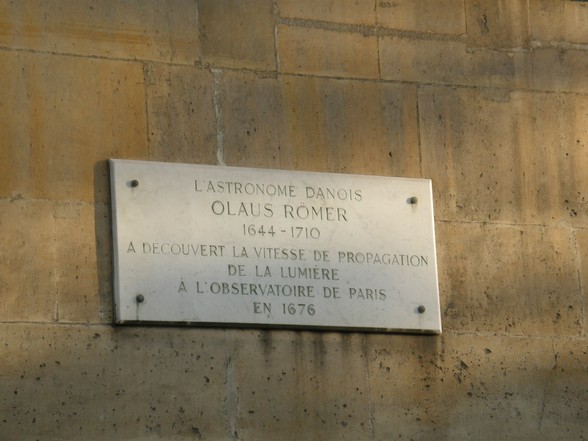 L'ASTRONOME DANOIS
OLAUS RÖMER
1644 - 1710
A DECOUVERT LA VITESSE DE PROPAGATION
DE LA LUMIÈRE
À L'OBSERVATOIRE DE PARIS
EN 1676